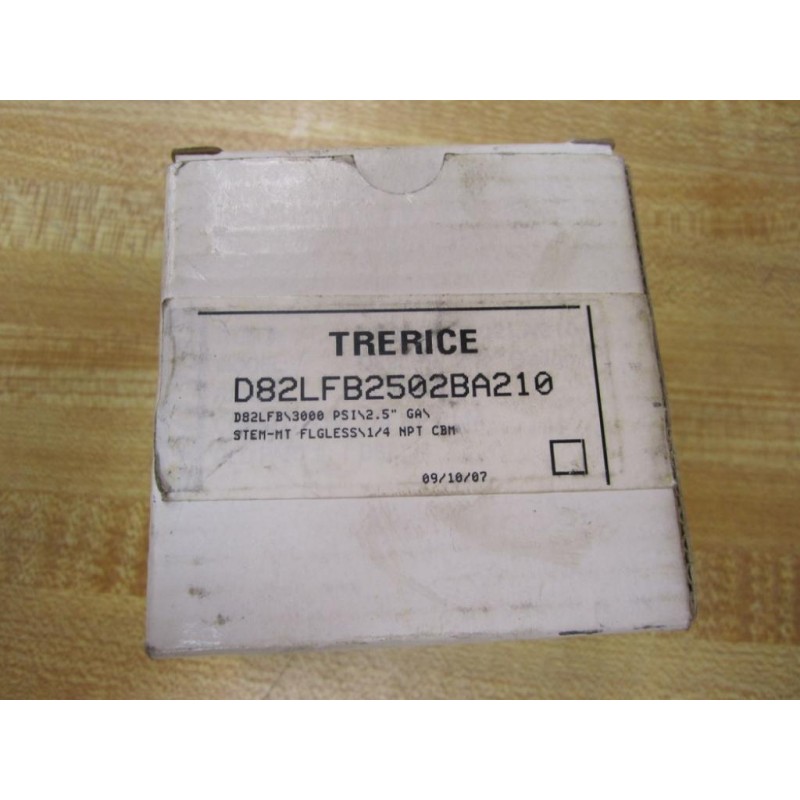 TRERICE
D82LFB2502BA210
D82LFB\3000 PSI\2.5" GA\
STEM-MT FLGLESS\1/4 NPT CBM
09/10/07